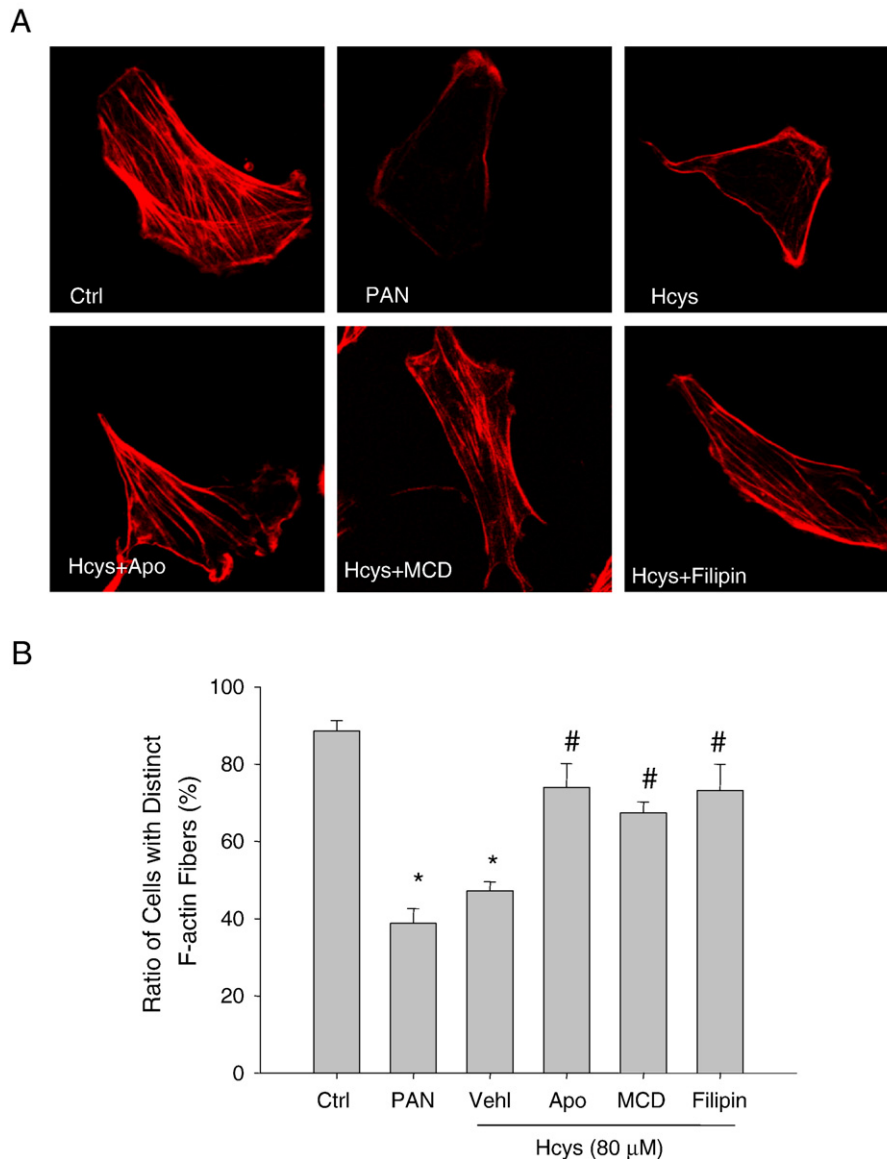 A
Ctrl
PAN
Hcys
Hcys+Apo
Hcys+MCD
Hcys+Filipin
B
Ratio of Cells with Distinct
F-actin Fibers (%)
100
80
60
40
20
0
*
*
#
#
#
Ctrl PAN Vehl Apo MCD Filipin
Hcys (80 μM)